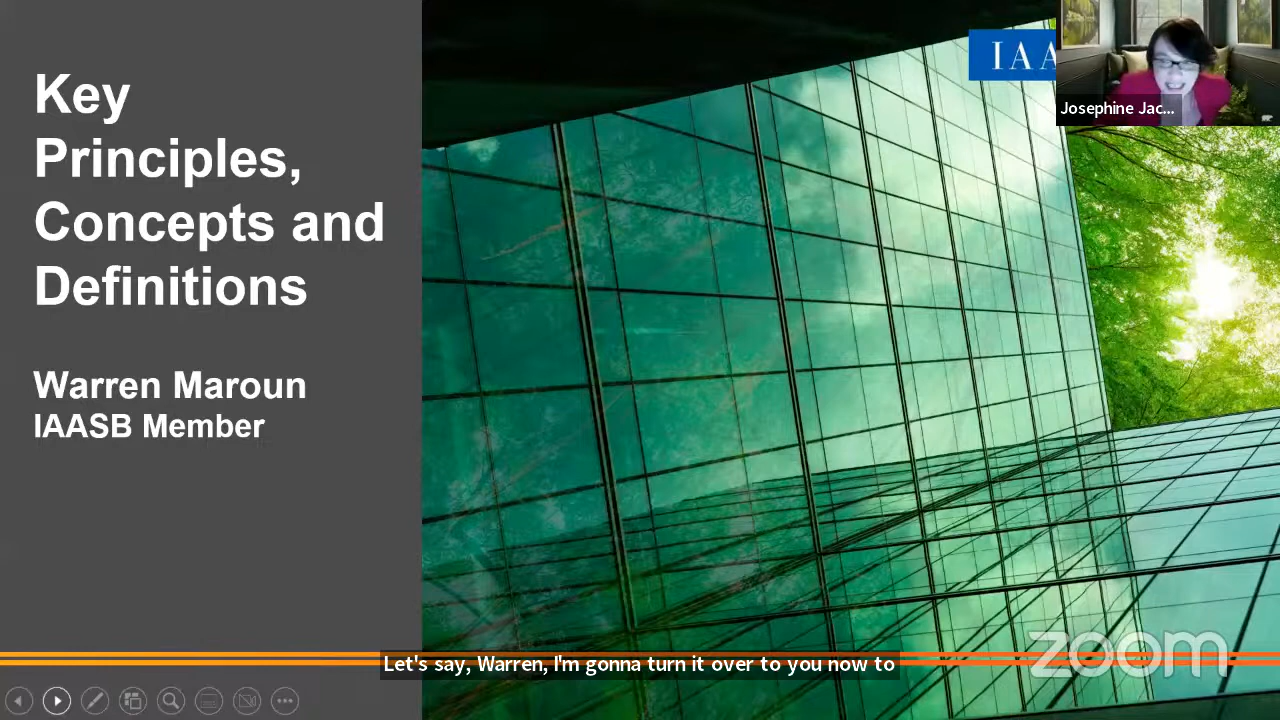 Key
Principles,
Concepts and
Definitions
Warren Maroun
IAASB Member
IAA
Josephine Jac...
Let's say, Warren, I'm gonna turn it over to you now to
zoom